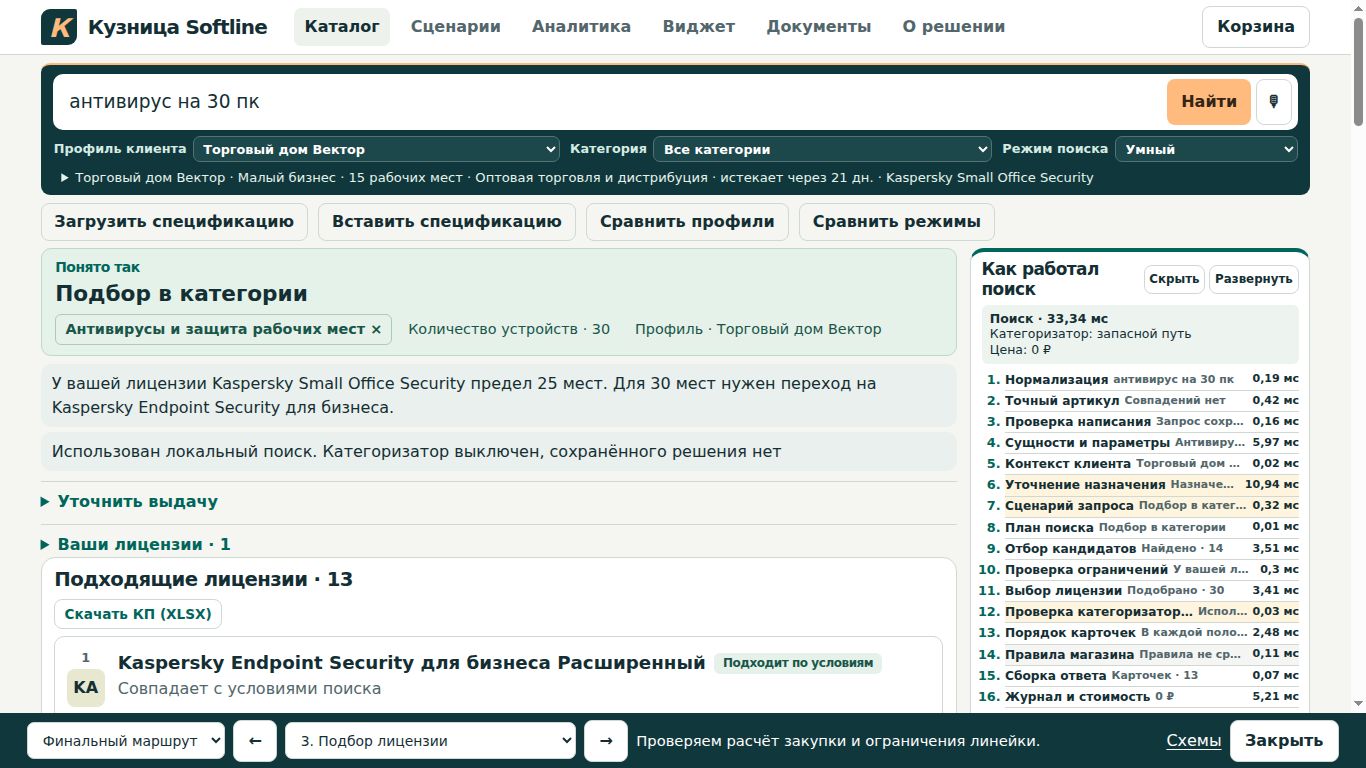 К Кузница Softline Каталог Сценарии Аналитика Виджет Документы О решении Корзина
антивирус на 30 пк Найти
Профиль клиента Торговый дом Вектор Категория Все категории Режим поиска Умный
Торговый дом Вектор · Малый бизнес · 15 рабочих мест · Оптовая торговля и дистрибуция · истекает через 21 дн. · Kaspersky Small Office Security
Загрузить спецификацию Вставить спецификацию Сравнить профили Сравнить режимы
Понято так
Подбор в категории
Антивирусы и защита рабочих мест × Количество устройств · 30 Профиль · Торговый дом Вектор
У вашей лицензии Kaspersky Small Office Security предел 25 мест. Для 30 мест нужен переход на
Kaspersky Endpoint Security для бизнеса.
Использован локальный поиск. Категоризатор выключен, сохранённого решения нет
Уточнить выдачу
Ваши лицензии · 1
Подходящие лицензии · 13
Скачать КП (XLSX)
1
KA Kaspersky Endpoint Security для бизнеса Расширенный Подходит по условиям
Совпадает с условиями поиска
Как работал
поиск
Скрыть Развернуть
Поиск · 33,34 мс
Категоризатор: запасной путь
Цена: 0 ₽
1. Нормализация антивирус на 30 пк 0,19 мс
2. Точный артикул Совпадений нет 0,42 мс
3. Проверка написания Запрос сохр... 0,16 мс
4. Сущности и параметры Антивиру... 5,97 мс
5. Контекст клиента Торговый дом ... 0,02 мс
6. Уточнение назначения Назначе... 10,94 мс
7. Сценарий запроса Подбор в катег... 0,32 мс
8. План поиска Подбор в категории 0,01 мс
9. Отбор кандидатов Найдено · 14 3,51 мс
10. Проверка ограничений У вашей л... 0,3 мс
11. Выбор лицензии Подобрано · 30 3,41 мс
12. Проверка категоризатор... Испол... 0,03 мс
13. Порядок карточек В каждой поло... 2,48 мс
14. Правила магазина Правила не ср... 0,11 мс
15. Сборка ответа Карточек · 13 0,07 мс
16. Журнал и стоимость 0 ₽ 5,21 мс
Финальный маршрут ← 3. Подбор лицензии → Проверяем расчёт закупки и ограничения линейки. Схемы Закрыть